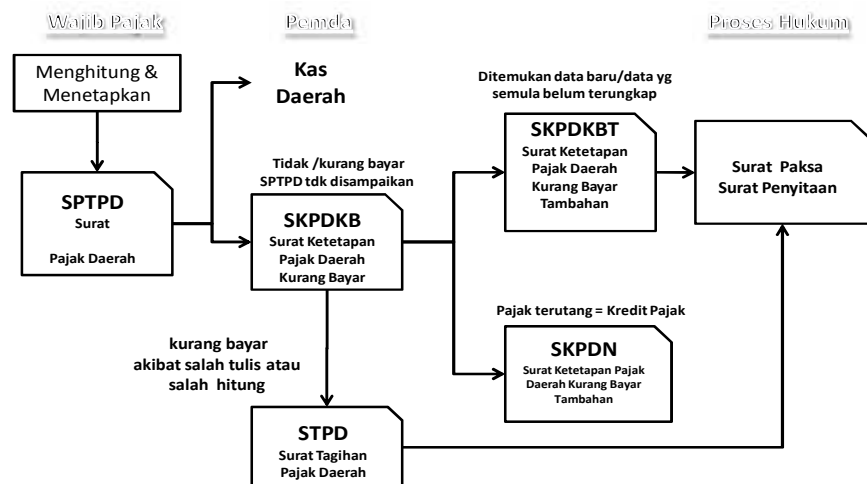 Wajib Pajak
Pemda
Proses Hukum
Menghitung &
Menetapkan
Kas
Daerah
Ditemukan data baru/data yg
semula belum terungkap
SKPDKBT
Surat Ketetapan
Pajak Daerah
Kurang Bayar
Tambahan
Surat Paksa
Surat Penyitaan
Tidak /kurang bayar
SPTPD tdk disampaikan
SPTPD
Surat
Pajak Daerah
SKPDKB
Surat Ketetapan
Pajak Daerah
Kurang Bayar
Pajak terutang = Kredit Pajak
SKPDN
Surat Ketetapan Pajak
Daerah Kurang Bayar
Tambahan
kurang bayar
akibat salah tulis atau
salah hitung
STPD
Surat Tagihan
Pajak Daerah